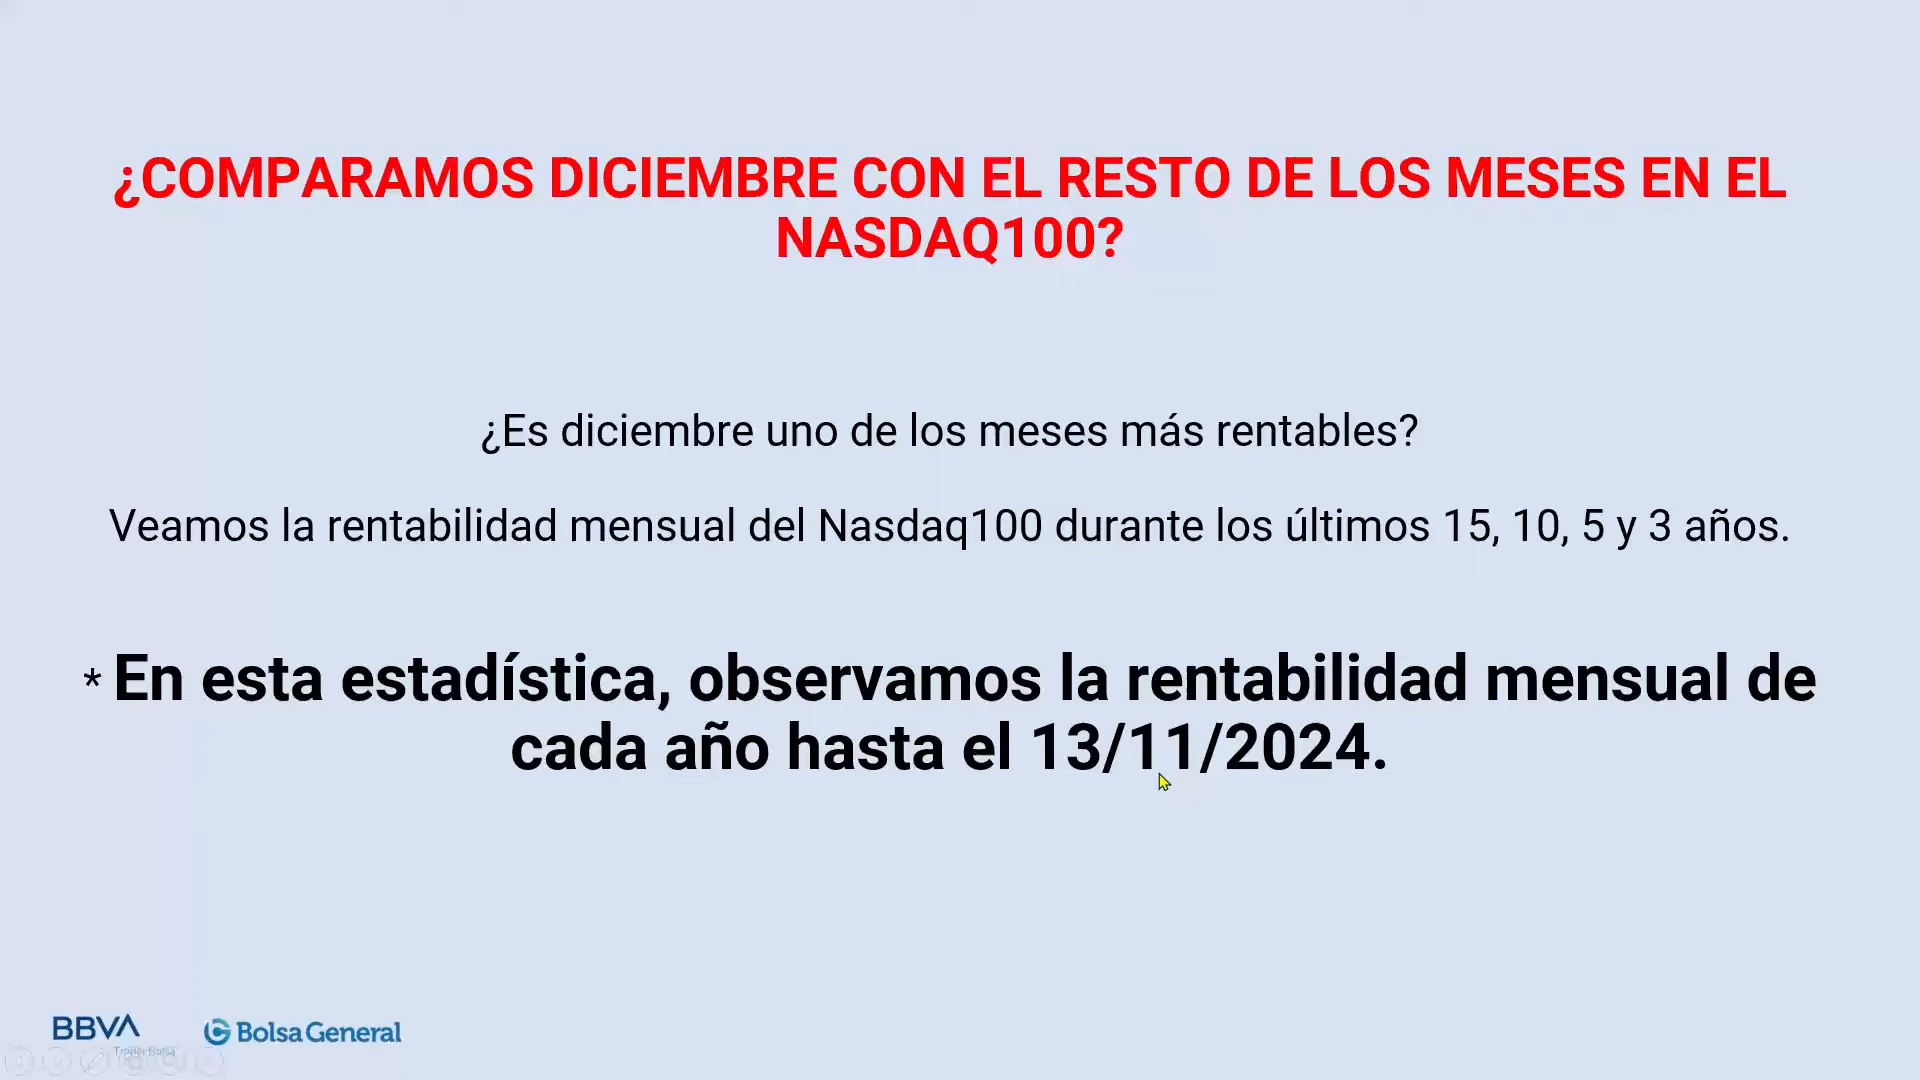 ¿COMPARAMOS DICIEMBRE CON EL RESTO DE LOS MESES EN EL
NASDAQ100?
¿Es diciembre uno de los meses más rentables?
Veamos la rentabilidad mensual del Nasdaq100 durante los últimos 15, 10, 5 y 3 años.
* En esta estadística, observamos la rentabilidad mensual de
cada año hasta el 13/11/2024.
BBVA
Trader Bolsa
BolsaGeneral